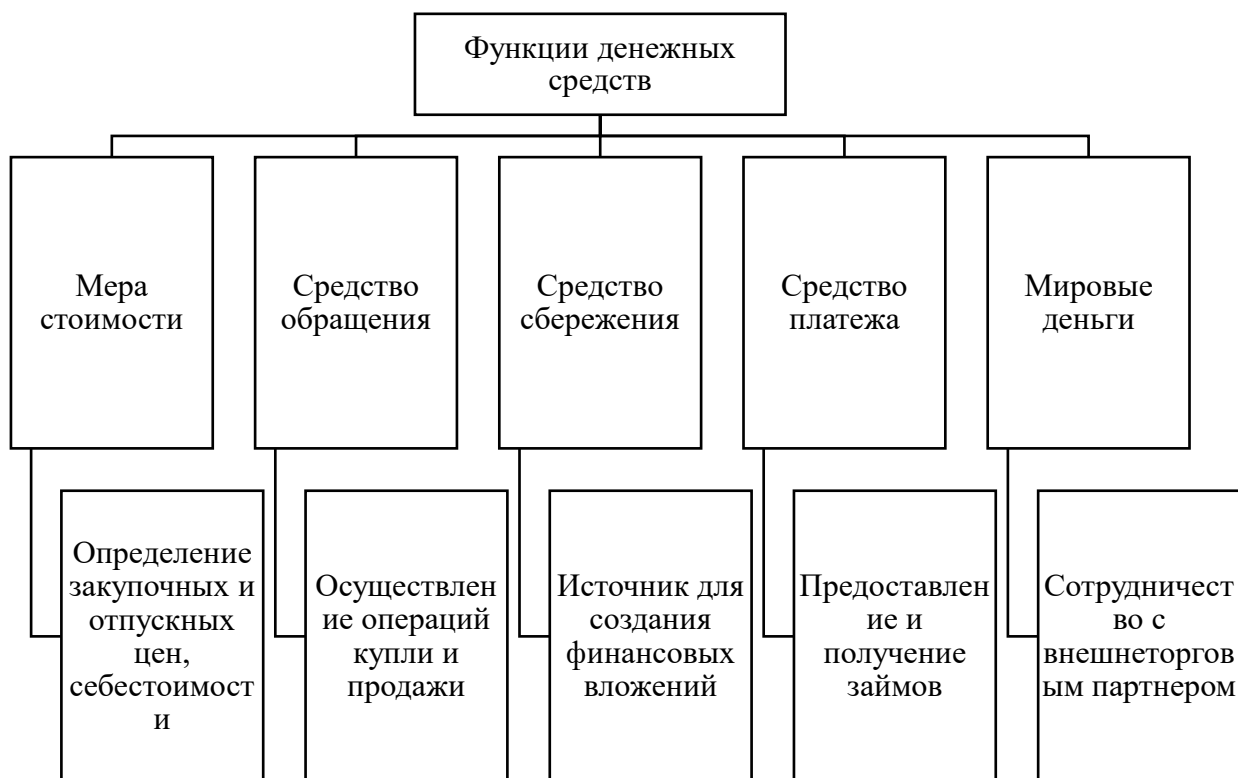 Функции денежных
средств
Мера
стоимости
Средство
обращения
Средство
сбережения
Средство
платежа
Мировые
деньги
Определение
закупочных и
отпускных
цен,
себестоимост
и
Осуществлен
ие операций
купли и
продажи
Источник для
создания
финансовых
вложений
Предоставлен
ие и
получение
займов
Сотрудничест
во с
внешнеторгов
ым партнером